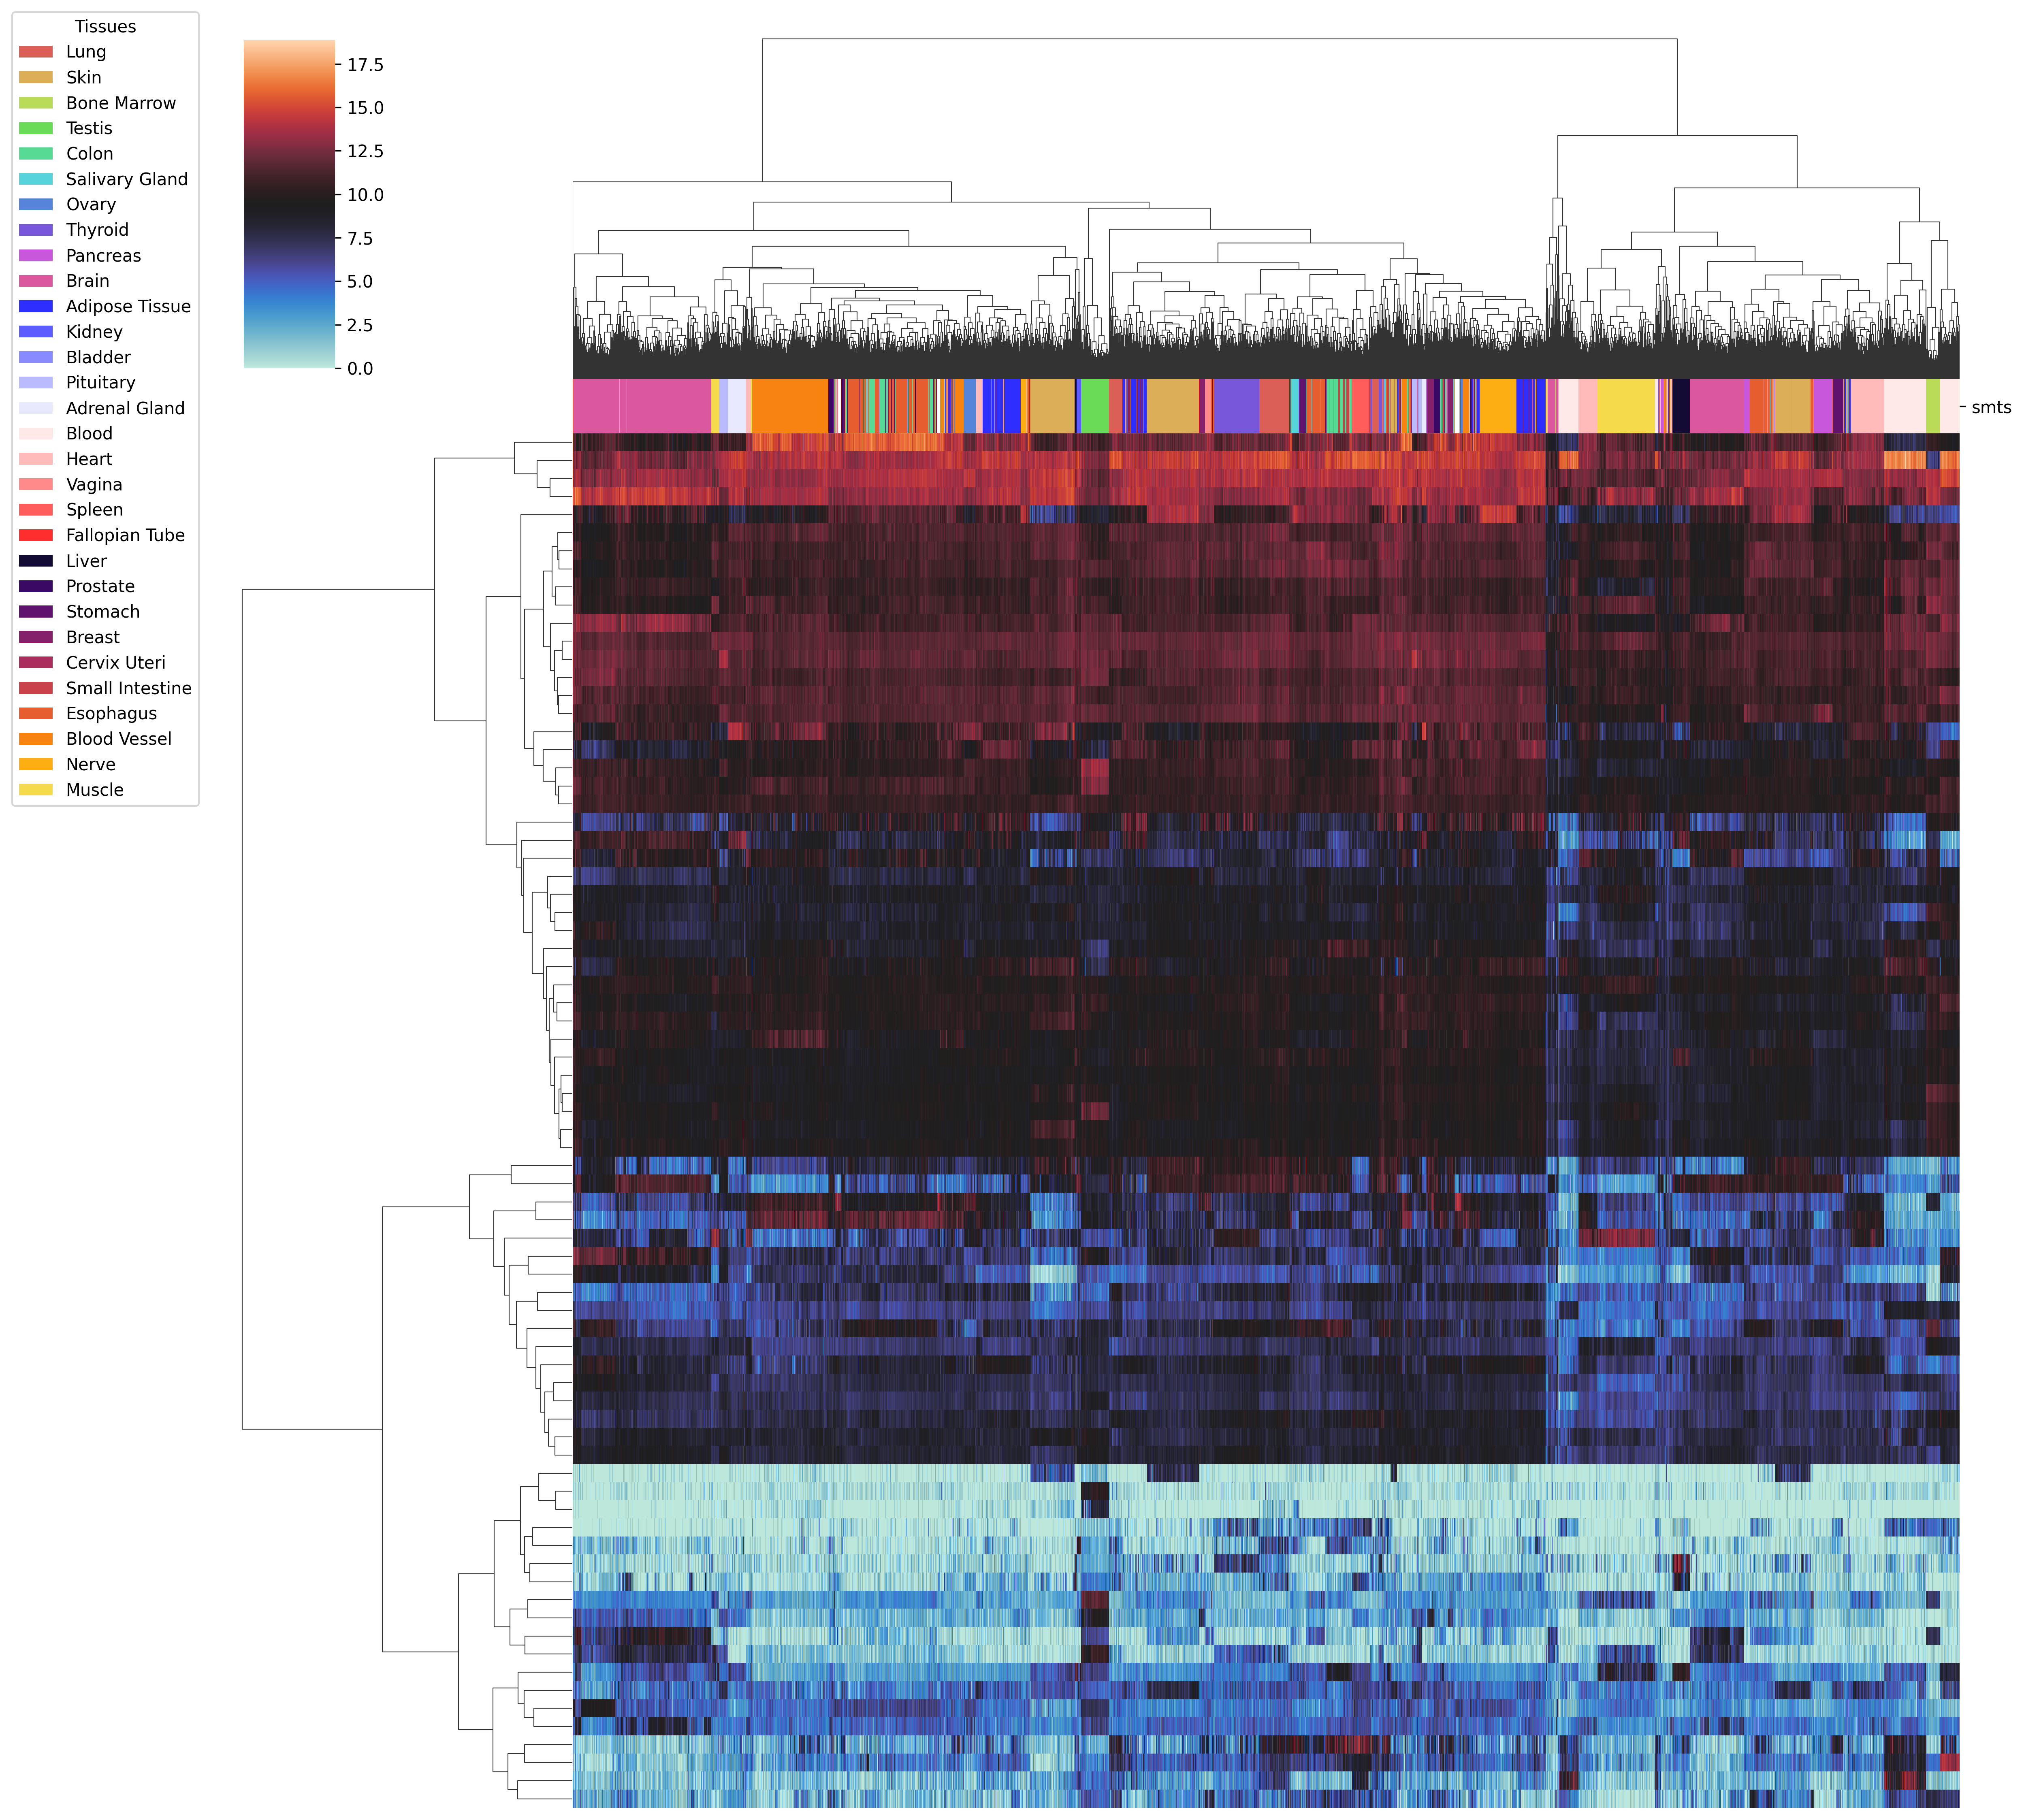 Tissues
Lung
Skin
Bone Marrow
Testis
Colon
Salivary Gland
Ovary
Thyroid
Pancreas
Brain
Adipose Tissue
Kidney
Bladder
Pituitary
Adrenal Gland
Blood
Heart
Vagina
Spleen
Fallopian Tube
Liver
Prostate
Stomach
Breast
Cervix Uteri
Small Intestine
Esophagus
Blood Vessel
Nerve
Muscle
17.5
15.0
12.5
10.0
7.5
5.0
2.5
0.0
smts